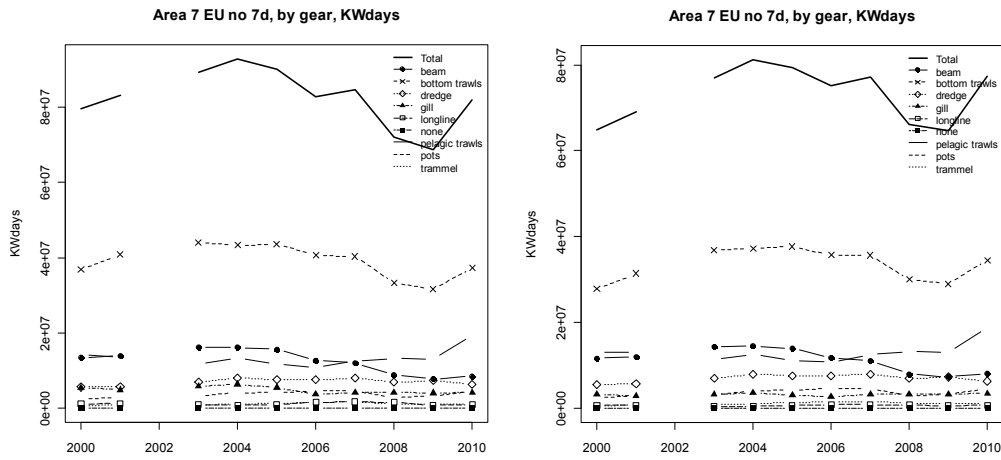 Area 7 EU no 7d, by gear, KWdays
KWdays
8e+07
6e+07
4e+07
2e+07
0e+00
Total
beam
bottom trawls
dredge
gill
longline
none
pelagic trawls
pots
trammel
2000
2002
2004
2006
2008
2010
Area 7 EU no 7d, by gear, KWdays
KWdays
8e+07
6e+07
4e+07
2e+07
0e+00
Total
beam
bottom trawls
dredge
gill
longline
none
pelagic trawls
pots
trammel
2000
2002
2004
2006
2008
2010